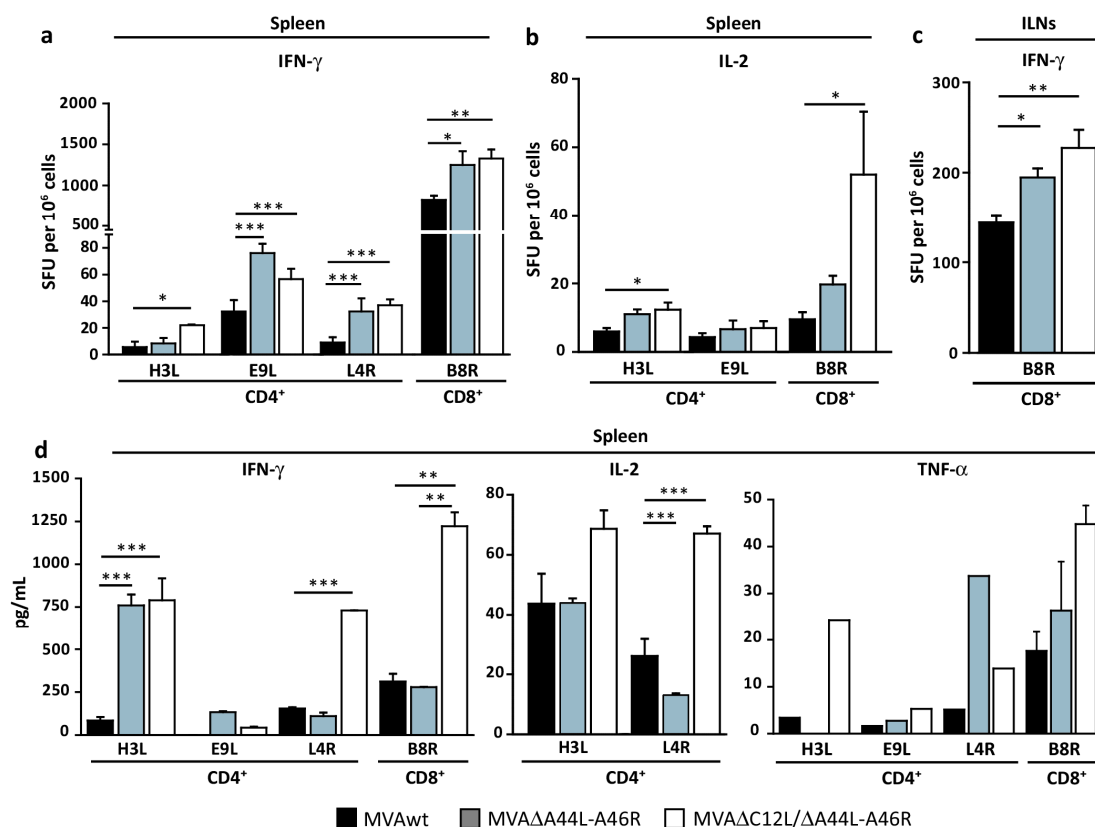 a
Spleen
IFN-γ
SFU per 10⁶ cells
2000
1500
1000
500
80
60
40
20
0
*
***
***
***
***
**
*
H3L E9L L4R B8R
CD4⁺ CD8⁺
b
Spleen
IL-2
SFU per 10⁶ cells
80
60
40
20
0
*
*
H3L E9L B8R
CD4⁺ CD8⁺
c
ILNs
IFN-γ
SFU per 10⁶ cells
300
200
100
0
**
*
B8R
CD8⁺
d
Spleen
IFN-γ
pg/mL
1500
1250
1000
750
500
250
0
***
***
***
**
**
H3L E9L L4R B8R
CD4⁺ CD8⁺
IL-2
80
60
40
20
0
***
***
H3L L4R
CD4⁺
TNF-α
50
40
30
20
10
0
H3L E9L L4R B8R
CD4⁺ CD8⁺
MVAwt MVAΔA44L-A46R MVAΔC12L/ΔA44L-A46R